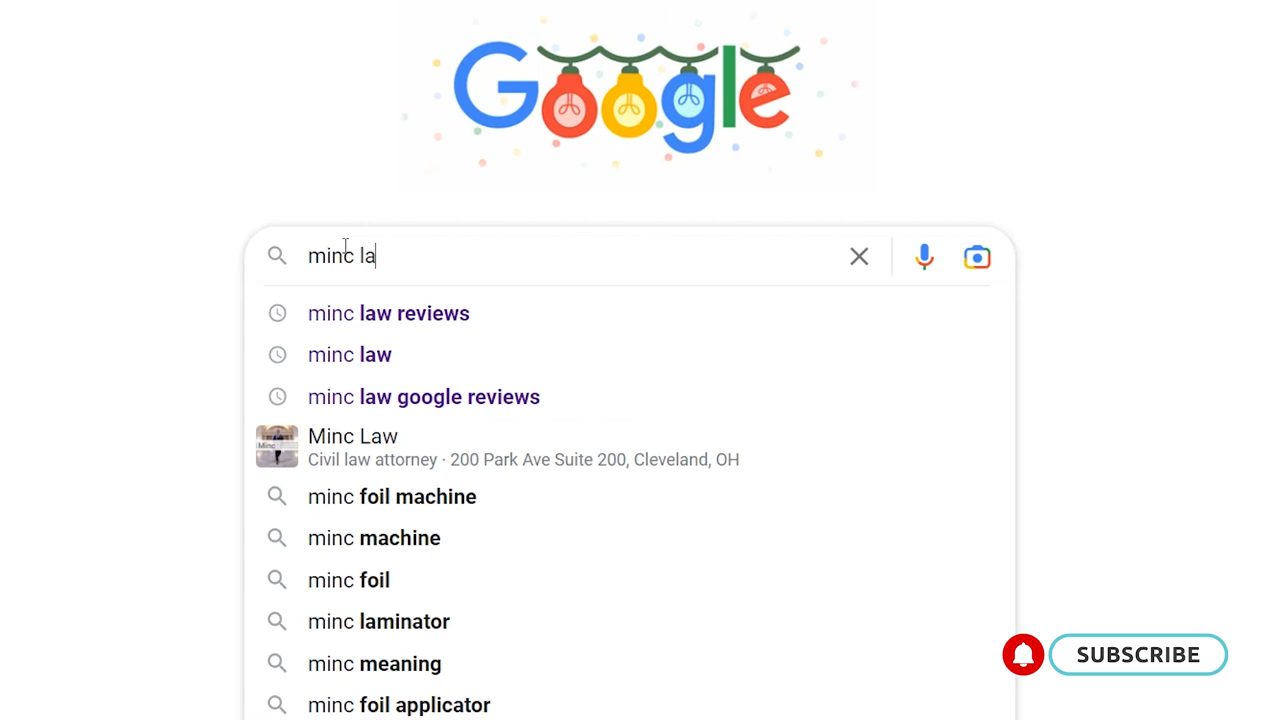 Google
minc la
minc law reviews
minc law
minc law google reviews
Minc
Minc Law
Civil law attorney · 200 Park Ave Suite 200, Cleveland, OH
minc foil machine
minc machine
minc foil
minc laminator
minc meaning
minc foil applicator
SUBSCRIBE